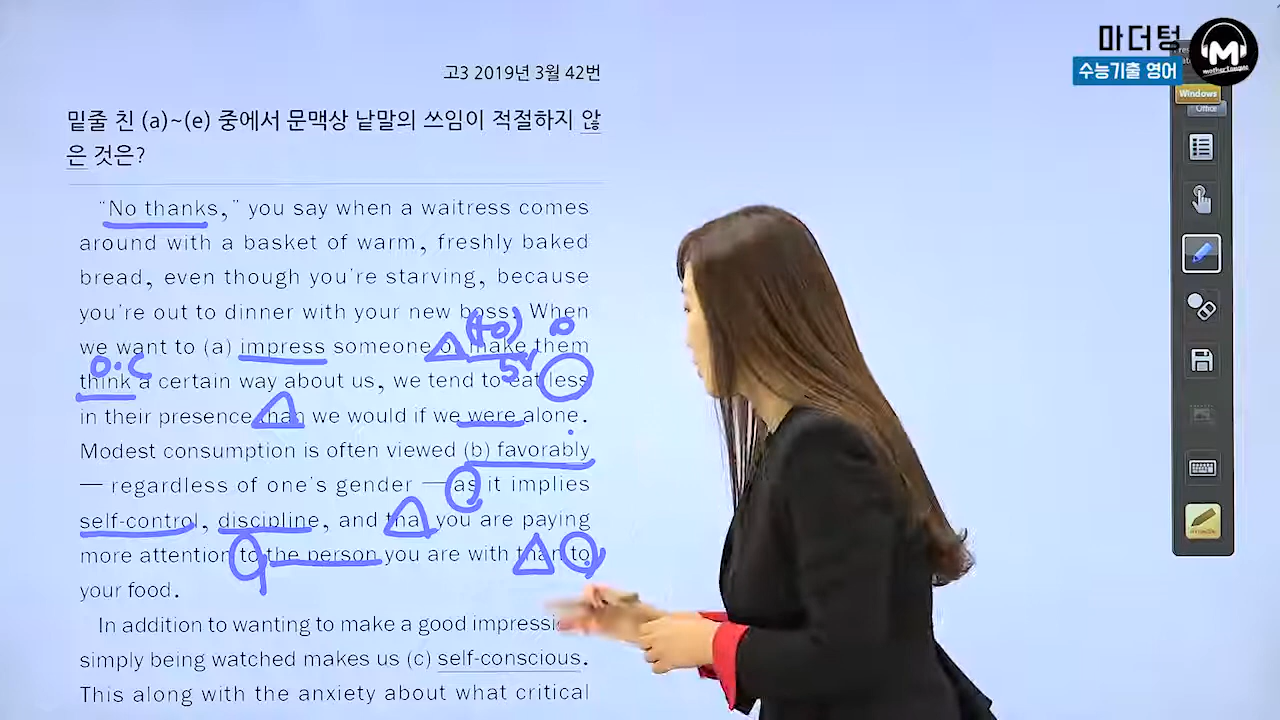 마더텅
수능기출 영어
M
mother tongue
Windows
Office
고3 2019년 3월 42번
밑줄 친 (a)~(e) 중에서 문맥상 낱말의 쓰임이 적절하지 않
은 것은?
"No thanks," you say when a waitress comes
around with a basket of warm, freshly baked
bread, even though you're starving, because
you're out to dinner with your new boss. When
(to) o
we want to (a) impress someone make them
O·C 5V
think a certain way about us, we tend to eat less
in their presence than we would if we was alone.
Modest consumption is often viewed (b) favorably
— regardless of one's gender — as it implies
self-control, discipline, and that you are paying
more attention to the person you are with than to
your food.
In addition to wanting to make a good impression
simply being watched makes us (c) self-conscious.
This along with the anxiety about what critical